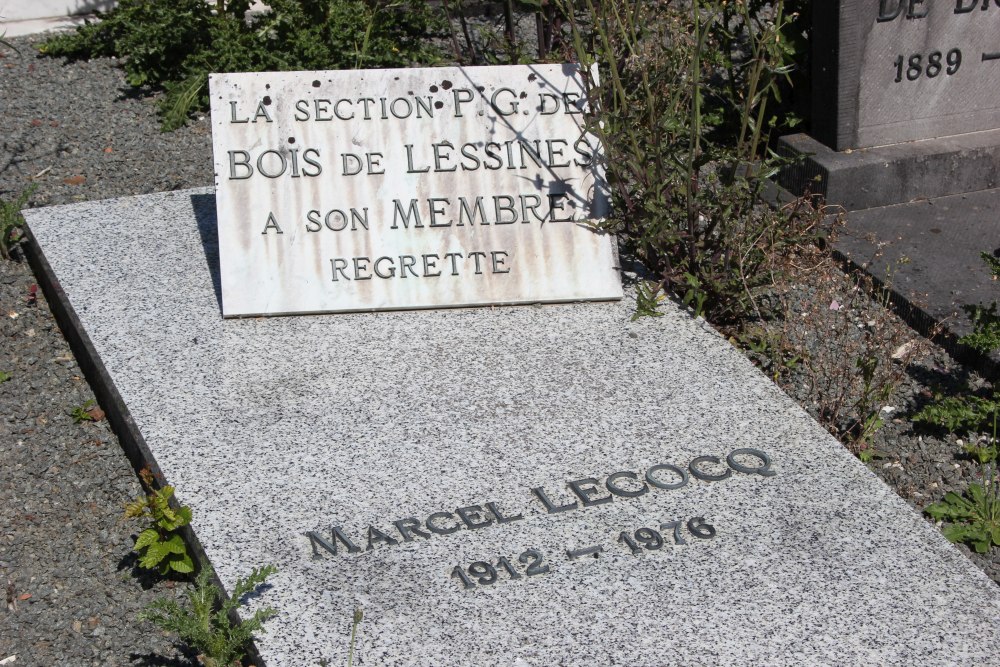 LA SECTION P.G. DE
BOIS DE LESSINES
A SON MEMBRE
REGRETTE
MARCEL LECOCQ
1912 – 1976
1889 –